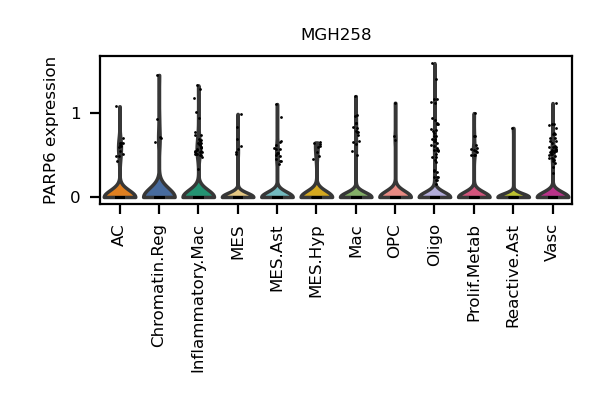 MGH258
PARP6 expression
1
0
AC
Chromatin.Reg
Inflammatory.Mac
MES
MES.Ast
MES.Hyp
Mac
OPC
Oligo
Prolif.Metab
Reactive.Ast
Vasc